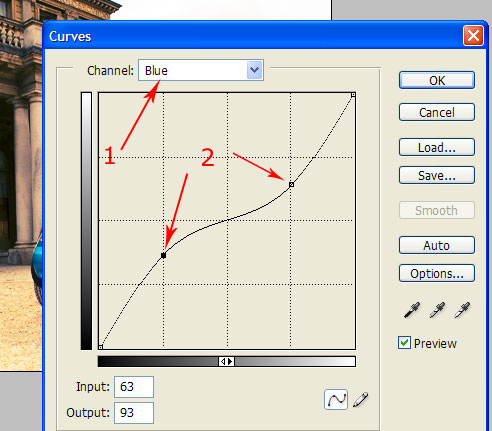 Curves
Channel: Blue
OK
Cancel
1
2
Load...
Save...
Smooth
Auto
Options...
Preview
Input: 63
Output: 93